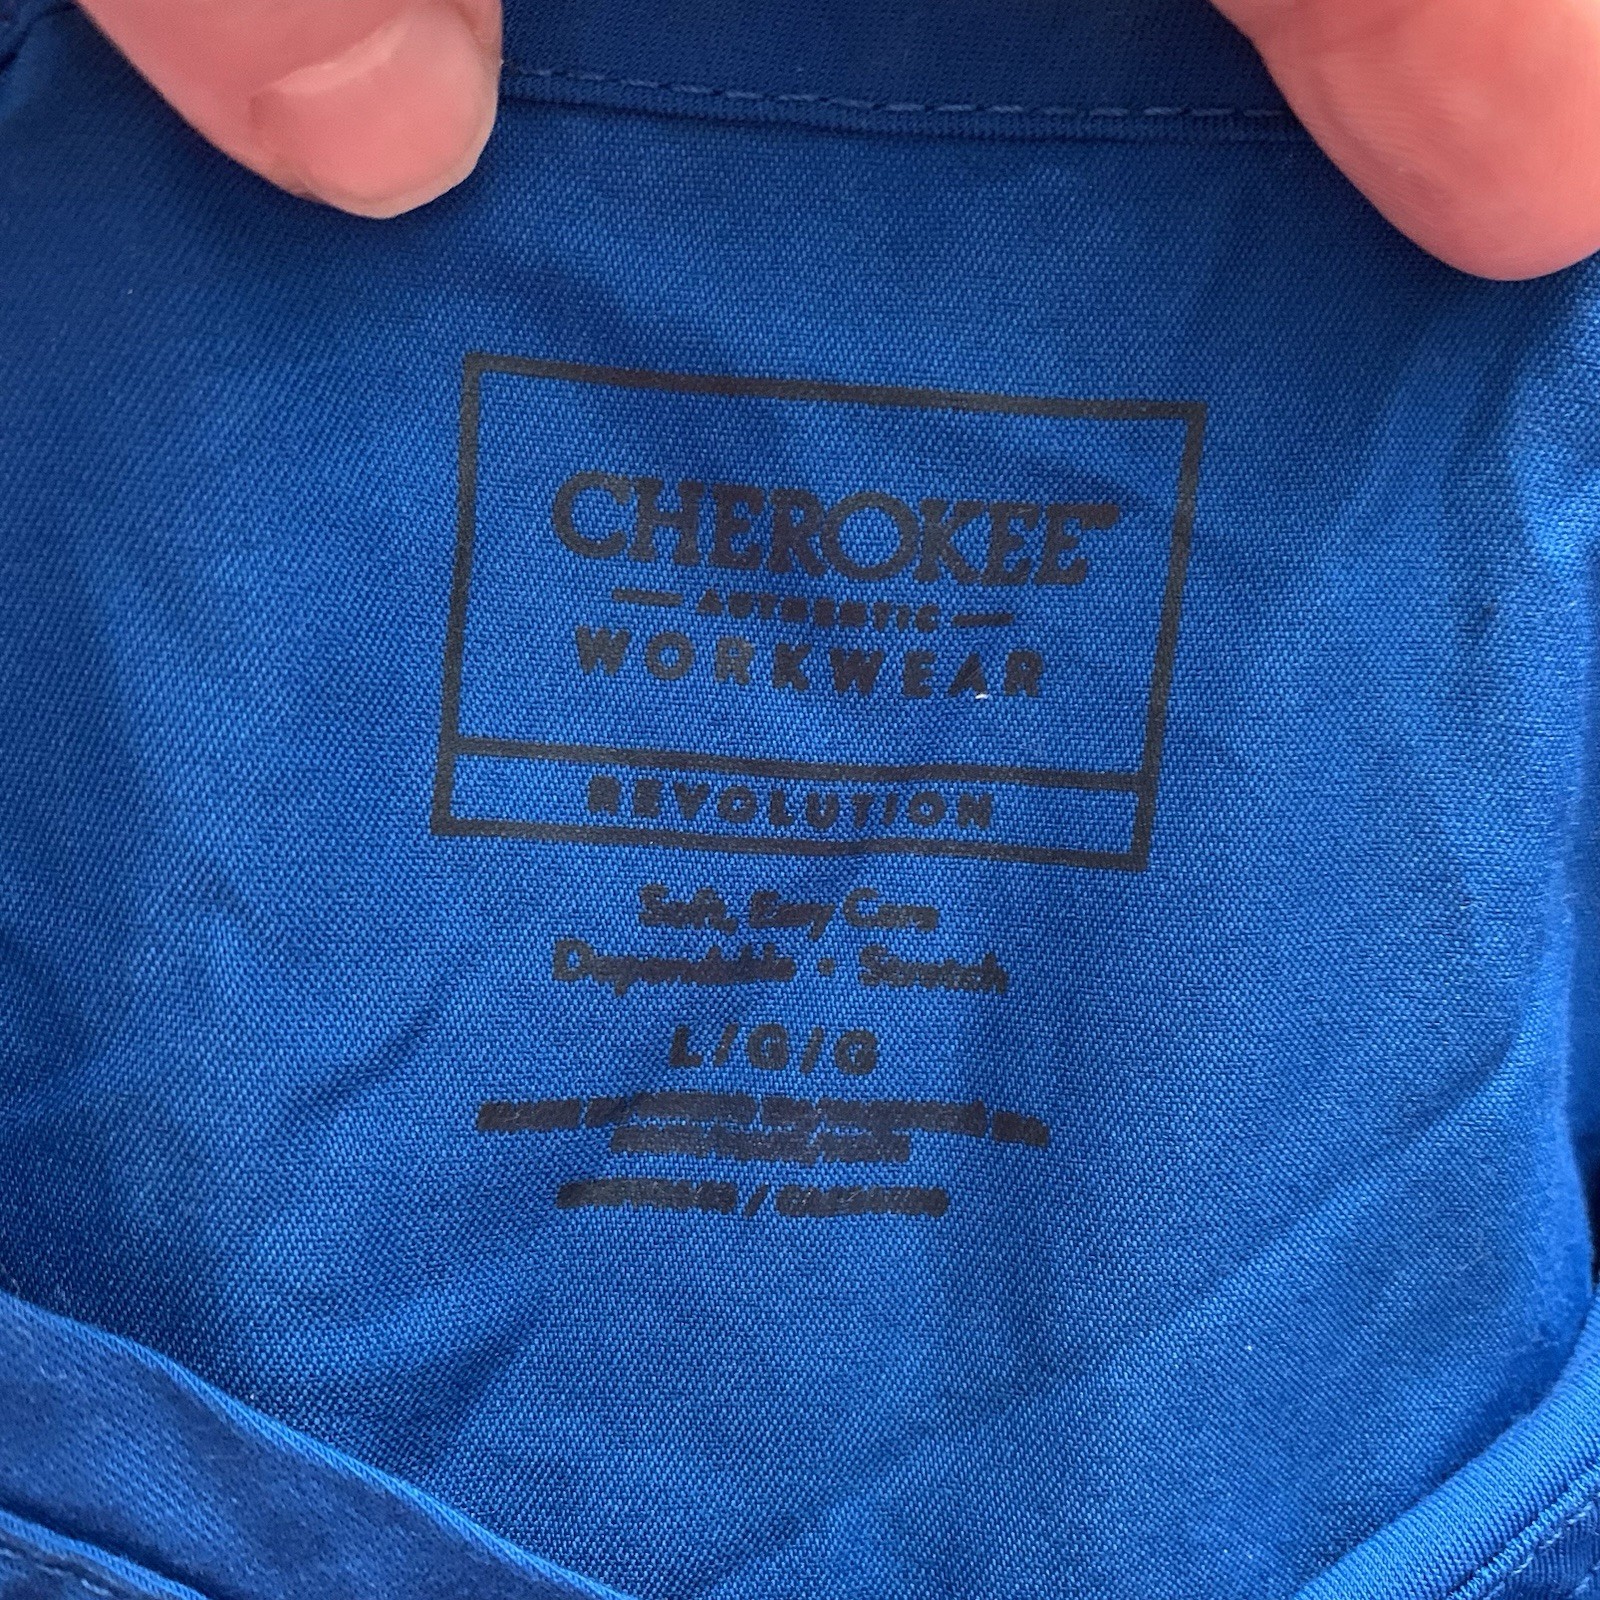 CHEROKEE
AUTHENTIC
WORKWEAR
REVOLUTION
Soft, Easy Care
Dependable • Stretch
L/G/G